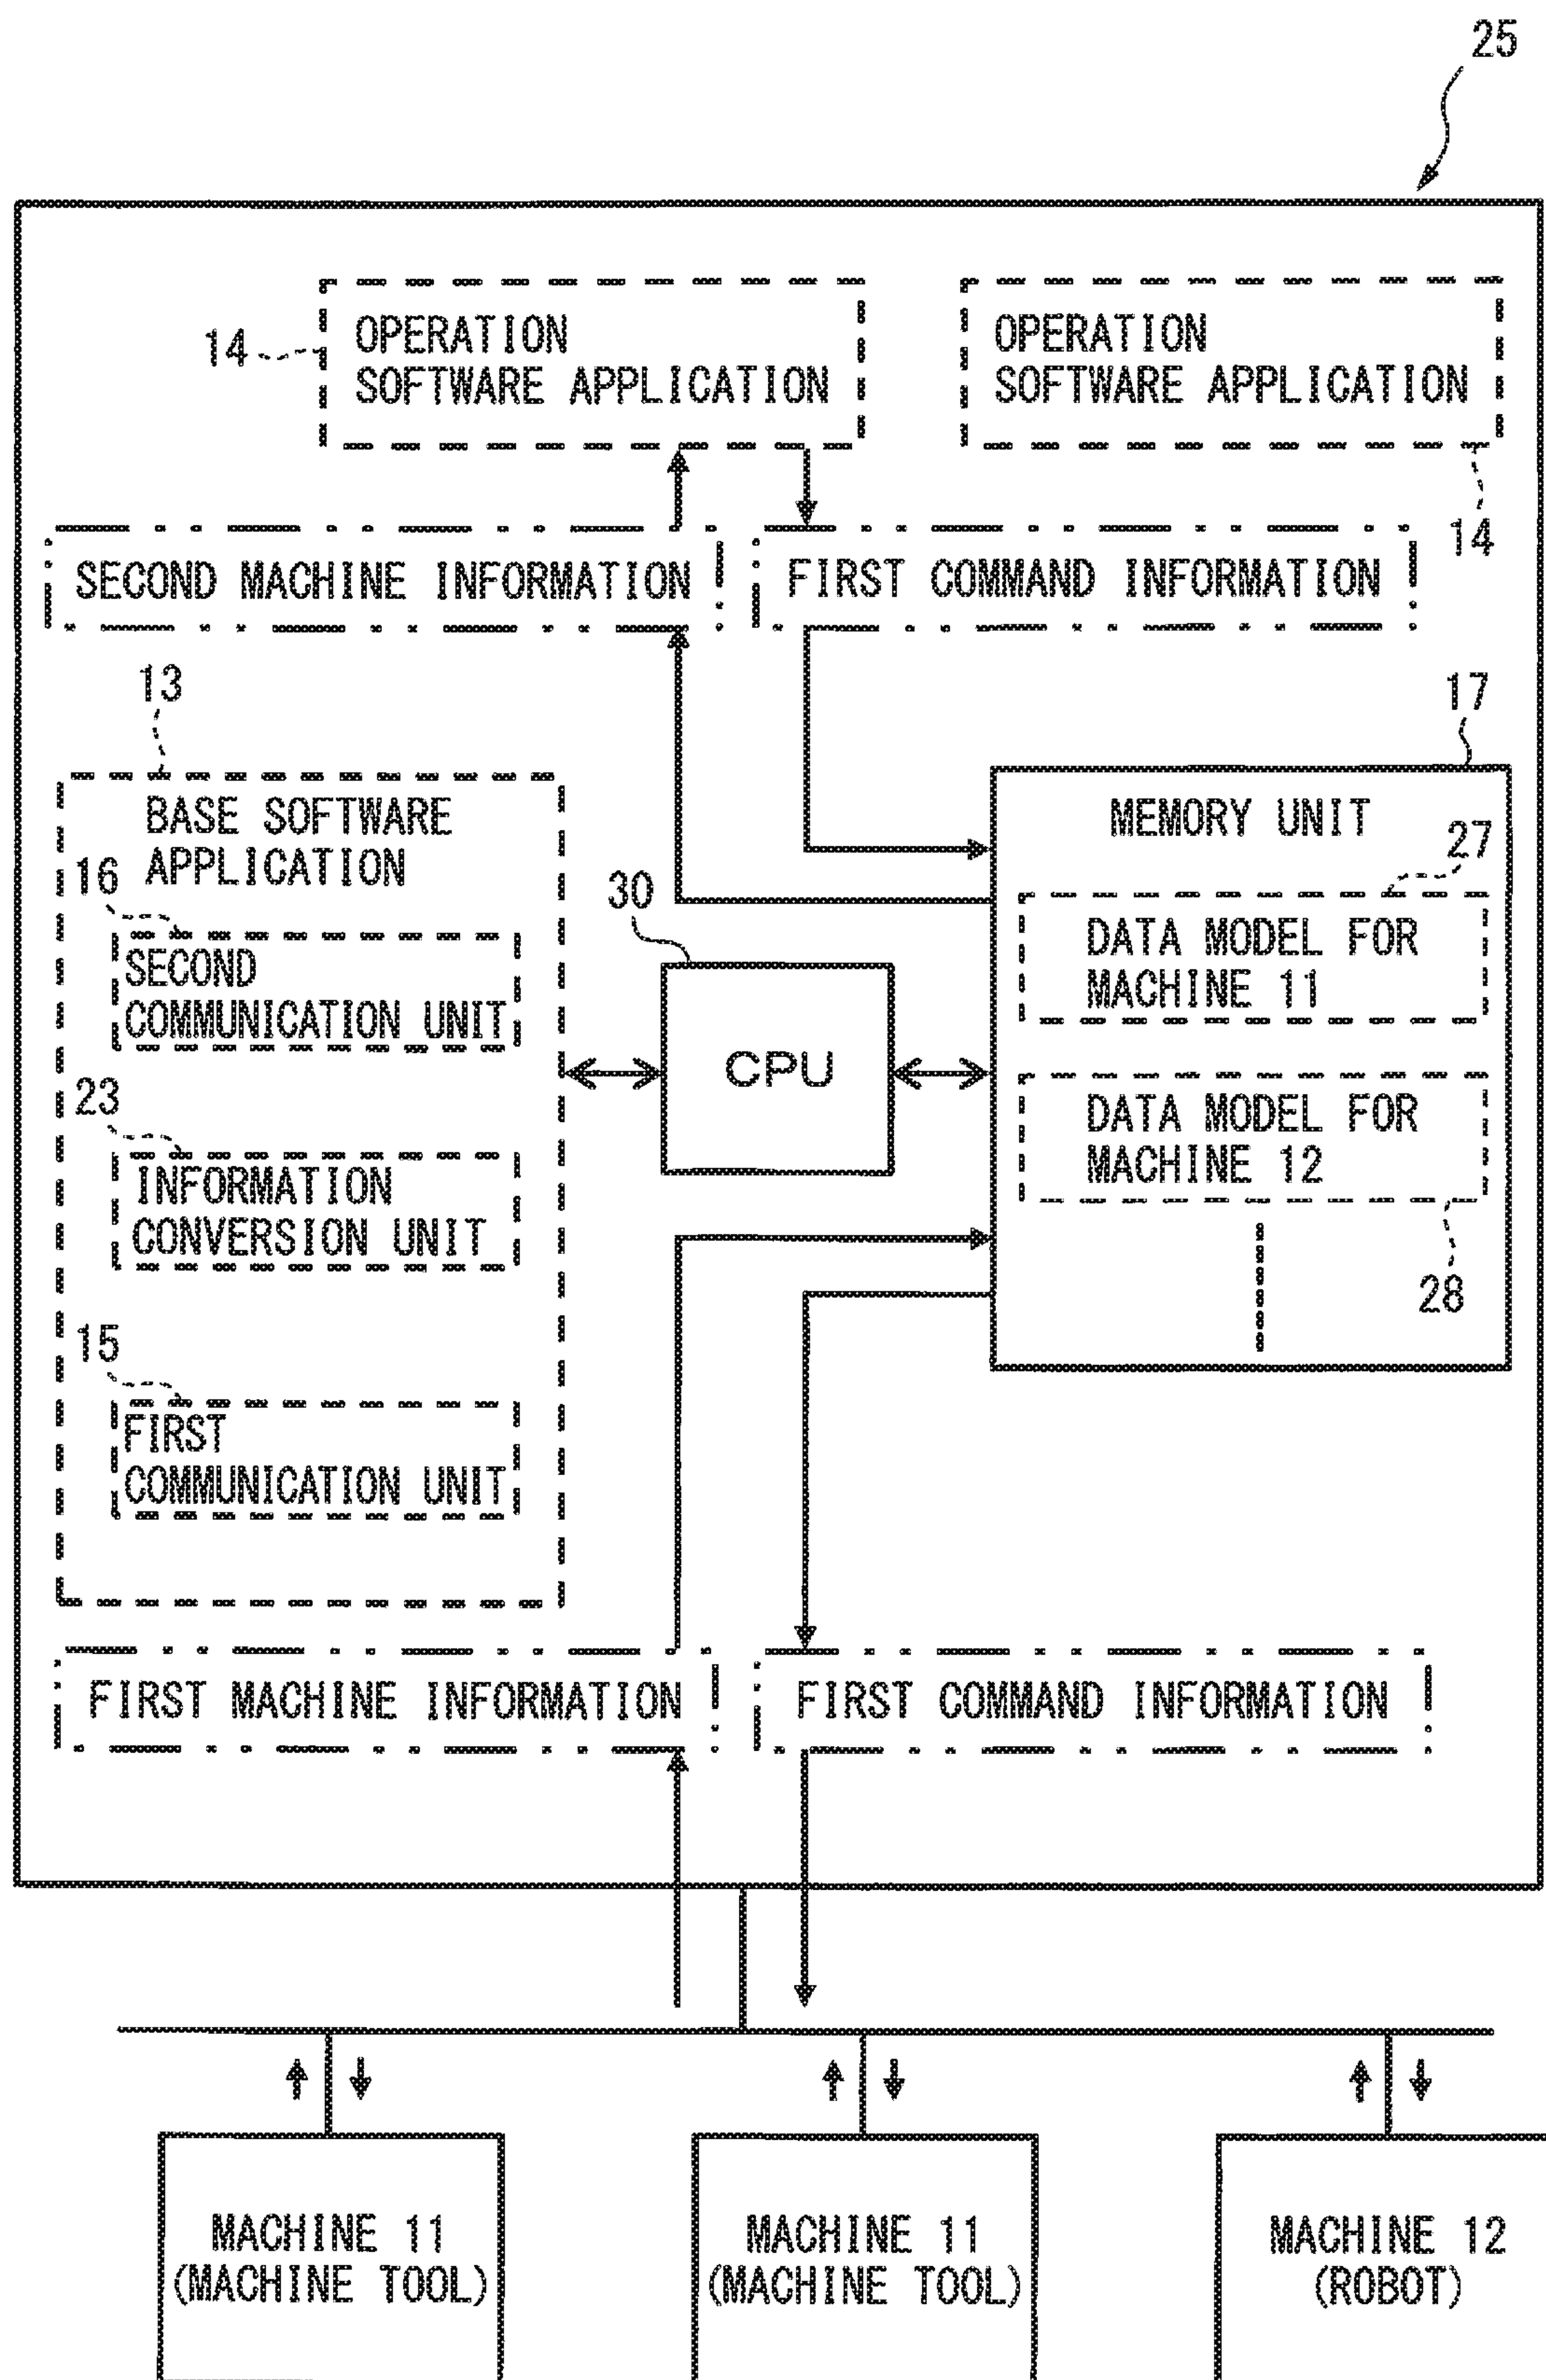 25
14
OPERATION
SOFTWARE APPLICATION
OPERATION
SOFTWARE APPLICATION
14
SECOND MACHINE INFORMATION
FIRST COMMAND INFORMATION
13
17
BASE SOFTWARE
APPLICATION
16
SECOND
COMMUNICATION UNIT
23
INFORMATION
CONVERSION UNIT
15
FIRST
COMMUNICATION UNIT
30
CPU
MEMORY UNIT
27
DATA MODEL FOR
MACHINE 11
DATA MODEL FOR
MACHINE 12
28
FIRST MACHINE INFORMATION
FIRST COMMAND INFORMATION
MACHINE 11
(MACHINE TOOL)
MACHINE 11
(MACHINE TOOL)
MACHINE 12
(ROBOT)